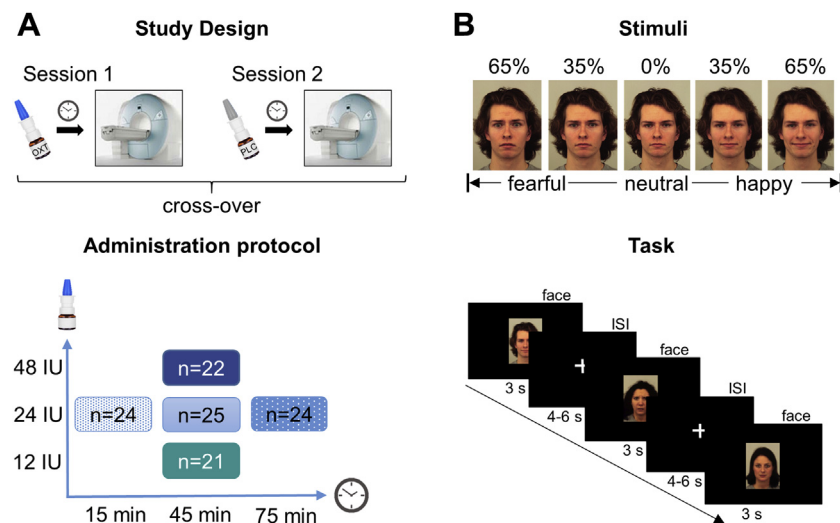 A
Study Design
Session 1
Session 2
OXT
PLC
cross-over
Administration protocol
48 IU
n=22
24 IU
n=24
n=25
n=24
12 IU
n=21
15 min
45 min
75 min
B
Stimuli
65%
35%
0%
35%
65%
fearful
neutral
happy
Task
face
ISI
face
ISI
face
3 s
4-6 s
3 s
4-6 s
3 s